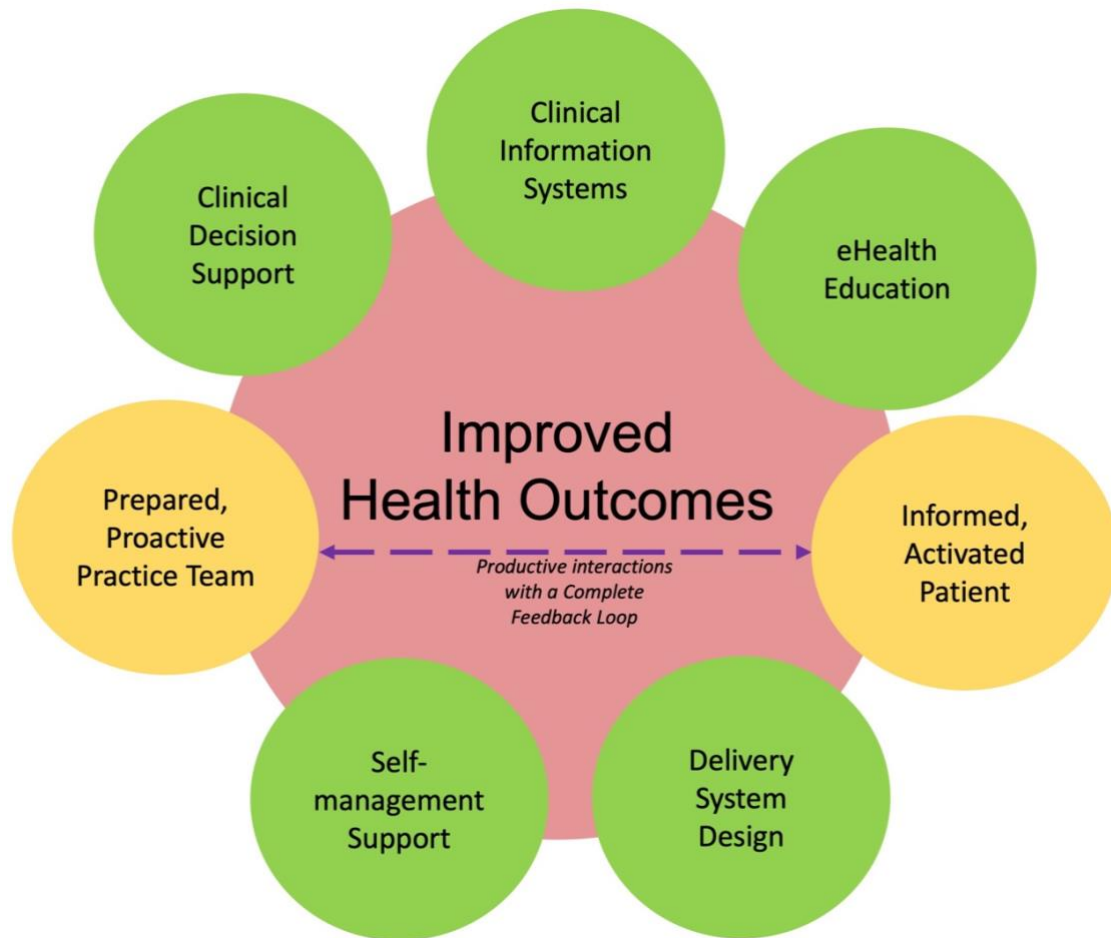 Clinical
Information
Systems
Clinical
Decision
Support
eHealth
Education
Improved
Health Outcomes
Prepared,
Proactive
Practice Team
Informed,
Activated
Patient
Productive interactions
with a Complete
Feedback Loop
Self-
management
Support
Delivery
System
Design